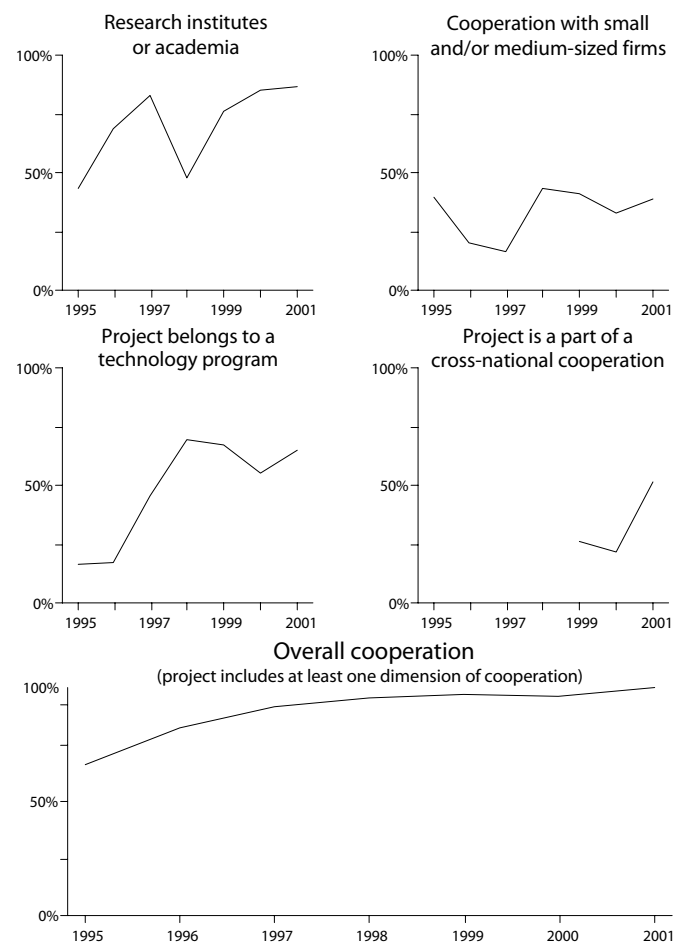 Research institutes
or academia
100%
50%
0%
1995 1997 1999 2001
Cooperation with small
and/or medium-sized firms
100%
50%
0%
1995 1997 1999 2001
Project belongs to a
technology program
100%
50%
0%
1995 1997 1999 2001
Project is a part of a
cross-national cooperation
100%
50%
0%
1995 1997 1999 2001
Overall cooperation
(project includes at least one dimension of cooperation)
100%
50%
0%
1995 1996 1997 1998 1999 2000 2001